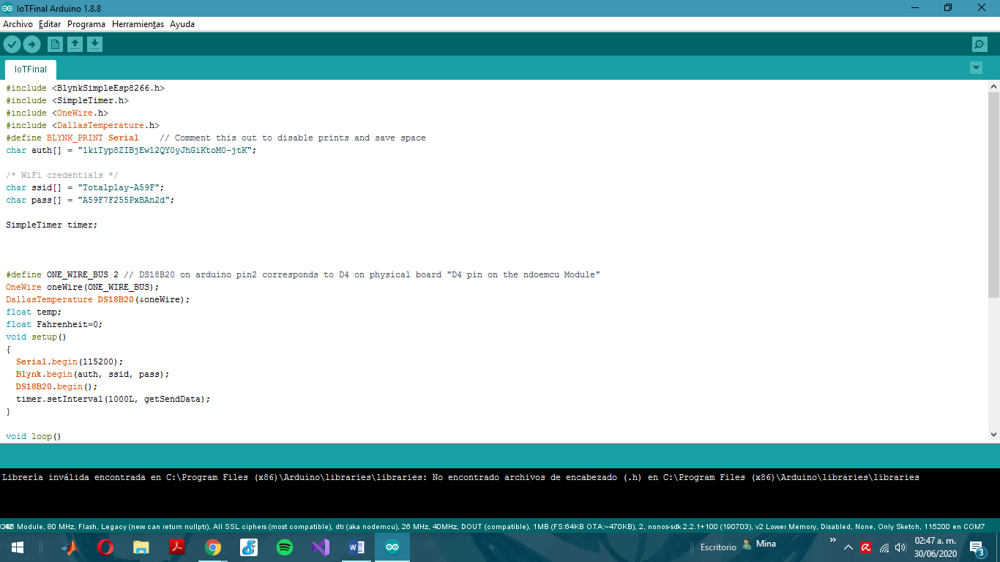 IoTFinal Arduino 1.8.8
Archivo Editar Programa Herramientas Ayuda
IoTFinal
#include <BlynkSimpleEsp8266.h>
#include <SimpleTimer.h>
#include <OneWire.h>
#include <DallasTemperature.h>
#define BLYNK_PRINT Serial    // Comment this out to disable prints and save space
char auth[] = "1kiTyp8ZIBjEw12QY0yJhGiKtoM0-jtK";
/* WiFi credentials */
char ssid[] = "Totalplay-A59F";
char pass[] = "A59F7F255PxBAn2d";
SimpleTimer timer;
#define ONE_WIRE_BUS 2 // DS18B20 on arduino pin2 corresponds to D4 on physical board "D4 pin on the ndoemcu Module"
OneWire oneWire(ONE_WIRE_BUS);
DallasTemperature DS18B20(&oneWire);
float temp;
float Fahrenheit=0;
void setup()
{
  Serial.begin(115200);
  Blynk.begin(auth, ssid, pass);
  DS18B20.begin();
  timer.setInterval(1000L, getSendData);
}
void loop()
Librería inválida encontrada en C:\Program Files (x86)\Arduino\libraries\libraries: No encontrado archivos de encabezado (.h) en C:\Program Files (x86)\Arduino\libraries\libraries
Module, 80 MHz, Flash, Legacy (new can return nullptr), All SSL ciphers (most compatible), dtr (aka nodemcu), 26 MHz, 40MHz, DOUT (compatible), 1MB (FS:64KB OTA:~470KB), 2, nonos-sdk 2.2.1+100 (190703), v2 Lower Memory, Disabled, None, Only Sketch, 115200 en COM7
Escritorio Mina
02:47 a. m.
30/06/2020
3